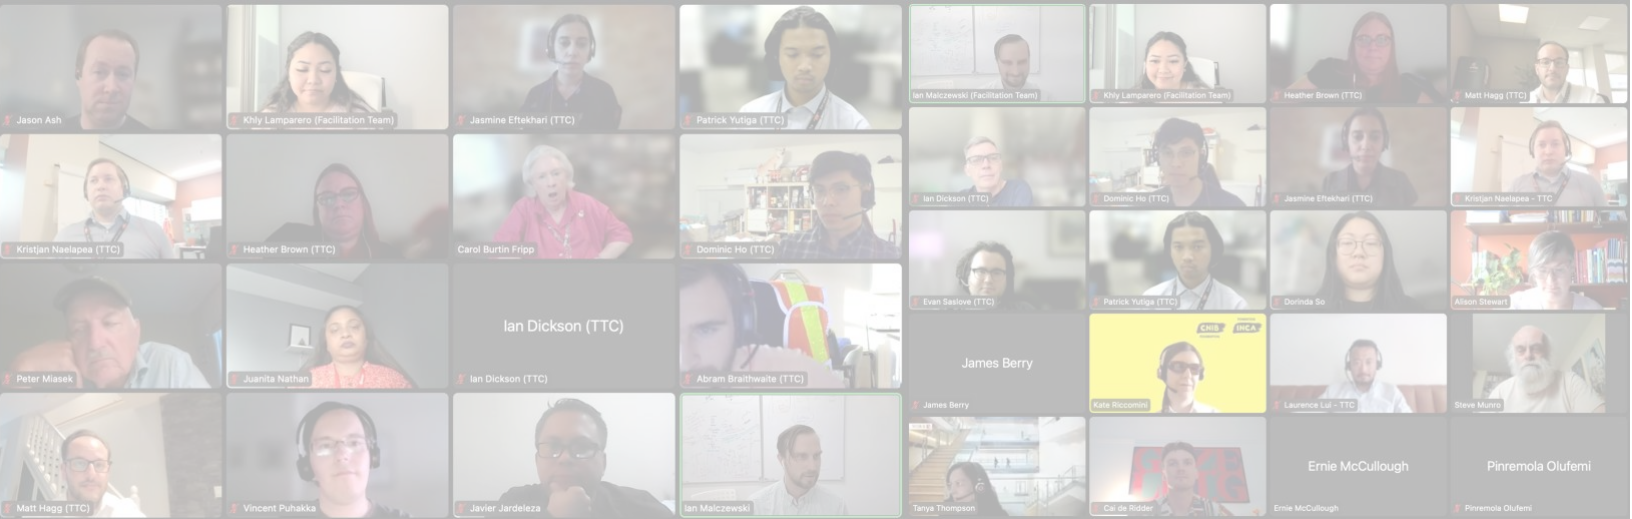 Jason Ash
Khly Lamparero (Facilitation Team)
Jasmine Eftekhari (TTC)
Patrick Yutiga (TTC)
Kristjan Naelapea (TTC)
Heather Brown (TTC)
Carol Burtin Fripp
Dominic Ho (TTC)
Peter Miasek
Juanita Nathan
Ian Dickson (TTC)
Ian Dickson (TTC)
Abram Braithwaite (TTC)
Matt Hagg (TTC)
Vincent Puhakka
Javier Jardeleza
Ian Malczewski
Ian Malczewski (Facilitation Team)
Khly Lamparero (Facilitation Team)
Heather Brown (TTC)
Matt Hagg (TTC)
Ian Dickson (TTC)
Dominic Ho (TTC)
Jasmine Eftekhari (TTC)
Kristjan Naelapea - TTC
Evan Saslove (TTC)
Patrick Yutiga (TTC)
Dorinda So
Alison Stewart
James Berry
James Berry
CNIB INCA
Kate Riccomini
Laurence Lui - TTC
Steve Munro
Tanya Thompson
Cai de Ridder
Ernie McCullough
Ernie McCullough
Pinremola Olufemi
Pinremola Olufemi